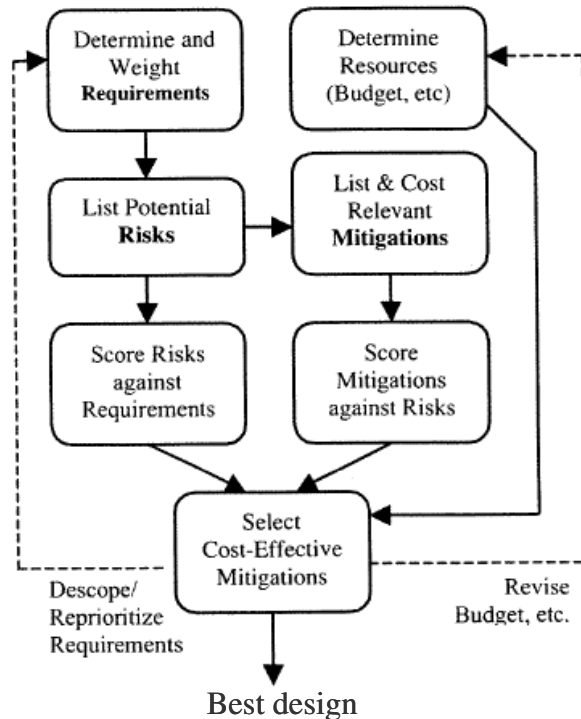 Determine and
Weight
Requirements
Determine
Resources
(Budget, etc)
List Potential
Risks
List & Cost
Relevant
Mitigations
Score Risks
against
Requirements
Score
Mitigations
against Risks
Select
Cost-Effective
Mitigations
Descope/
Reprioritize
Requirements
Revise
Budget, etc.
Best design